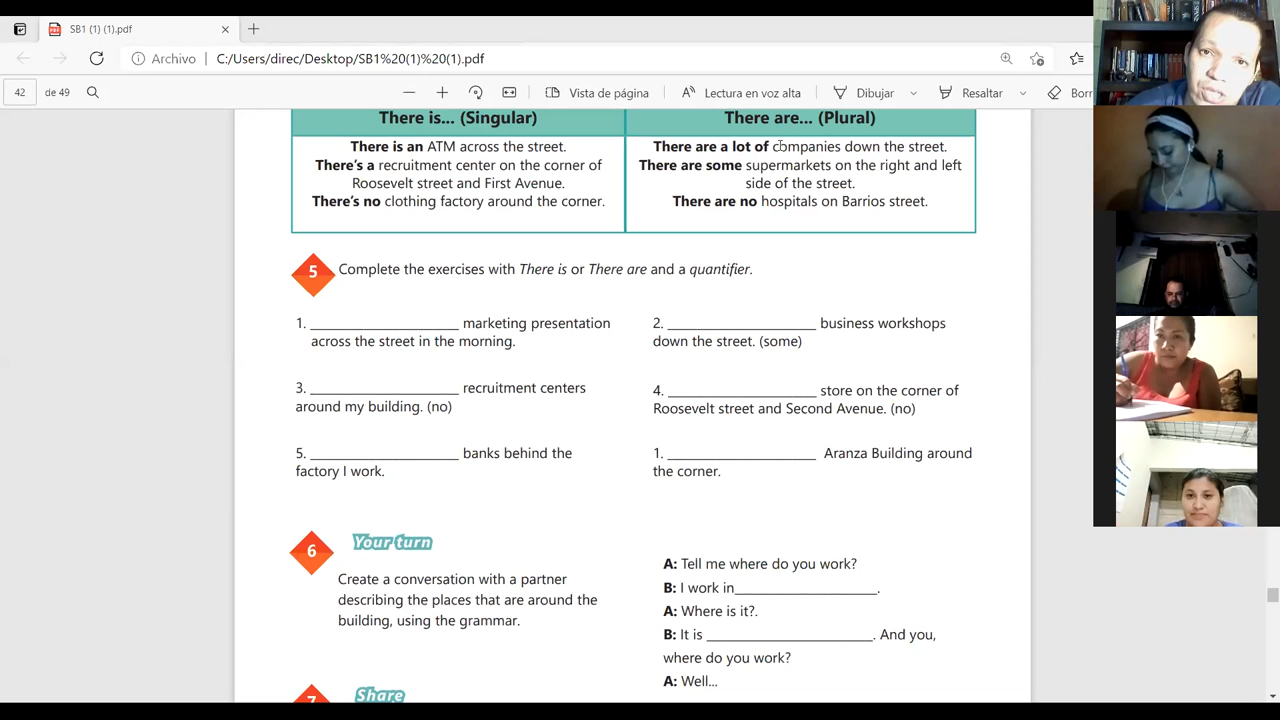 SB1 (1) (1).pdf
Archivo C:/Users/direc/Desktop/SB1%20(1)%20(1).pdf
42 de 49 Vista de página Lectura en voz alta Dibujar Resaltar Borr
There is... (Singular) There are... (Plural)
There is an ATM across the street.
There's a recruitment center on the corner of
Roosevelt street and First Avenue.
There's no clothing factory around the corner.
There are a lot of companies down the street.
There are some supermarkets on the right and left
side of the street.
There are no hospitals on Barrios street.
5 Complete the exercises with There is or There are and a quantifier.
1. ____________________ marketing presentation
across the street in the morning.
2. ____________________ business workshops
down the street. (some)
3. ____________________ recruitment centers
around my building. (no)
4. ____________________ store on the corner of
Roosevelt street and Second Avenue. (no)
5. ____________________ banks behind the
factory I work.
1. ____________________ Aranza Building around
the corner.
6 Your turn
Create a conversation with a partner
describing the places that are around the
building, using the grammar.
A: Tell me where do you work?
B: I work in____________________.
A: Where is it?.
B: It is _______________________. And you,
where do you work?
A: Well...
7 Share